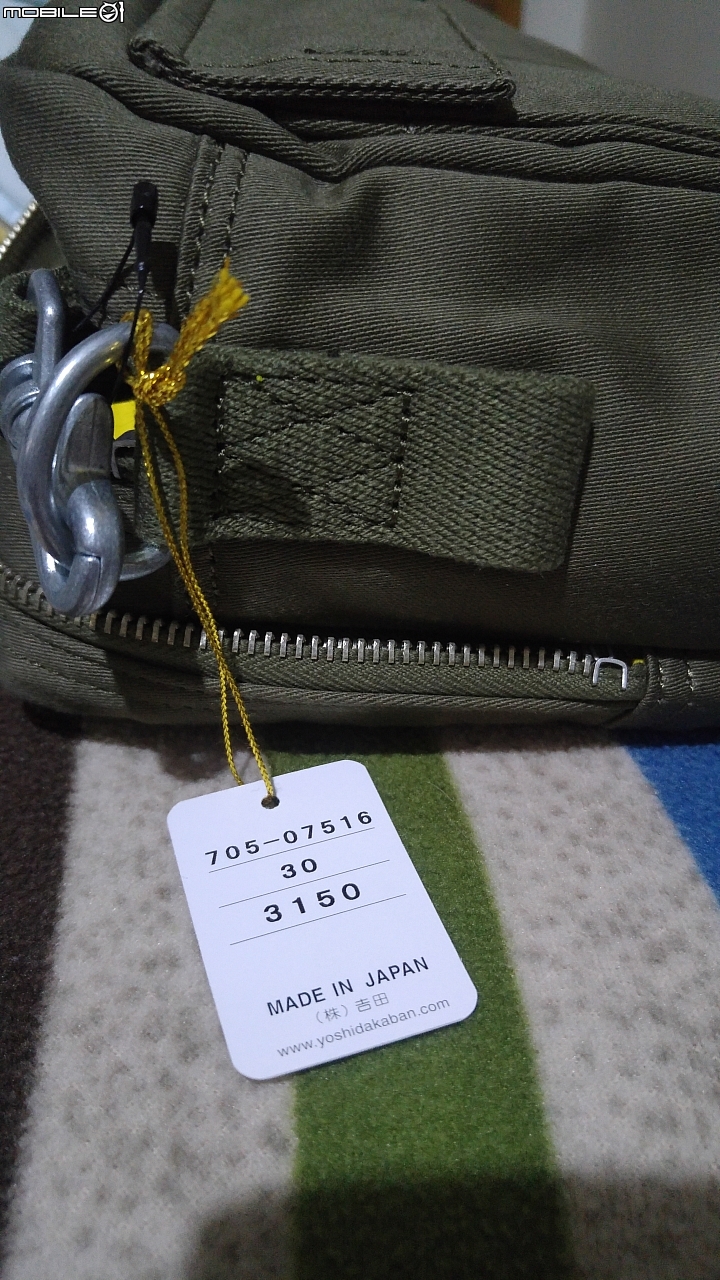 MOBILE01
705-07516
30
3150
MADE IN JAPAN
(株)吉田
www.yoshidakaban.com